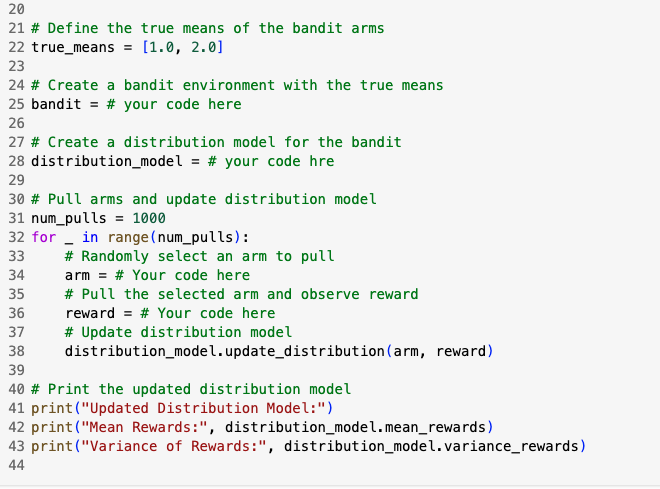 20
21 # Define the true means of the bandit arms
22 true_means = [1.0, 2.0]
23
24 # Create a bandit environment with the true means
25 bandit = # your code here
26
27 # Create a distribution model for the bandit
28 distribution_model = # your code hre
29
30 # Pull arms and update distribution model
31 num_pulls = 1000
32 for _ in range(num_pulls):
33     # Randomly select an arm to pull
34     arm = # Your code here
35     # Pull the selected arm and observe reward
36     reward = # Your code here
37     # Update distribution model
38     distribution_model.update_distribution(arm, reward)
39
40 # Print the updated distribution model
41 print("Updated Distribution Model:")
42 print("Mean Rewards:", distribution_model.mean_rewards)
43 print("Variance of Rewards:", distribution_model.variance_rewards)
44